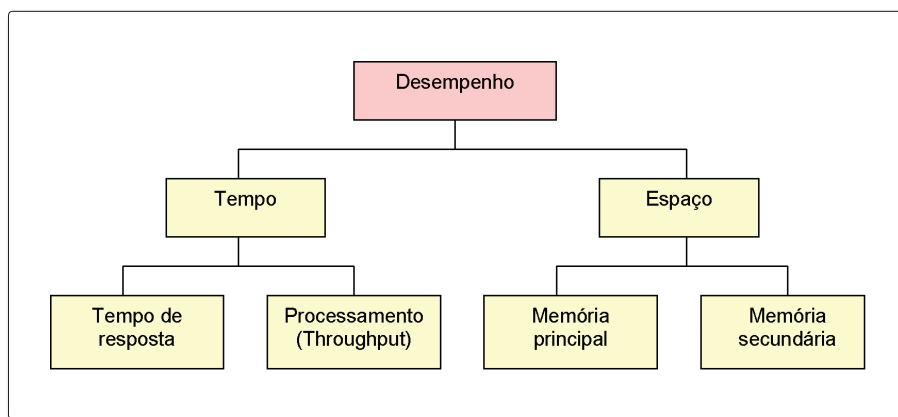 Desempenho
Tempo
Espaço
Tempo de
resposta
Processamento
(Throughput)
Memória
principal
Memória
secundária